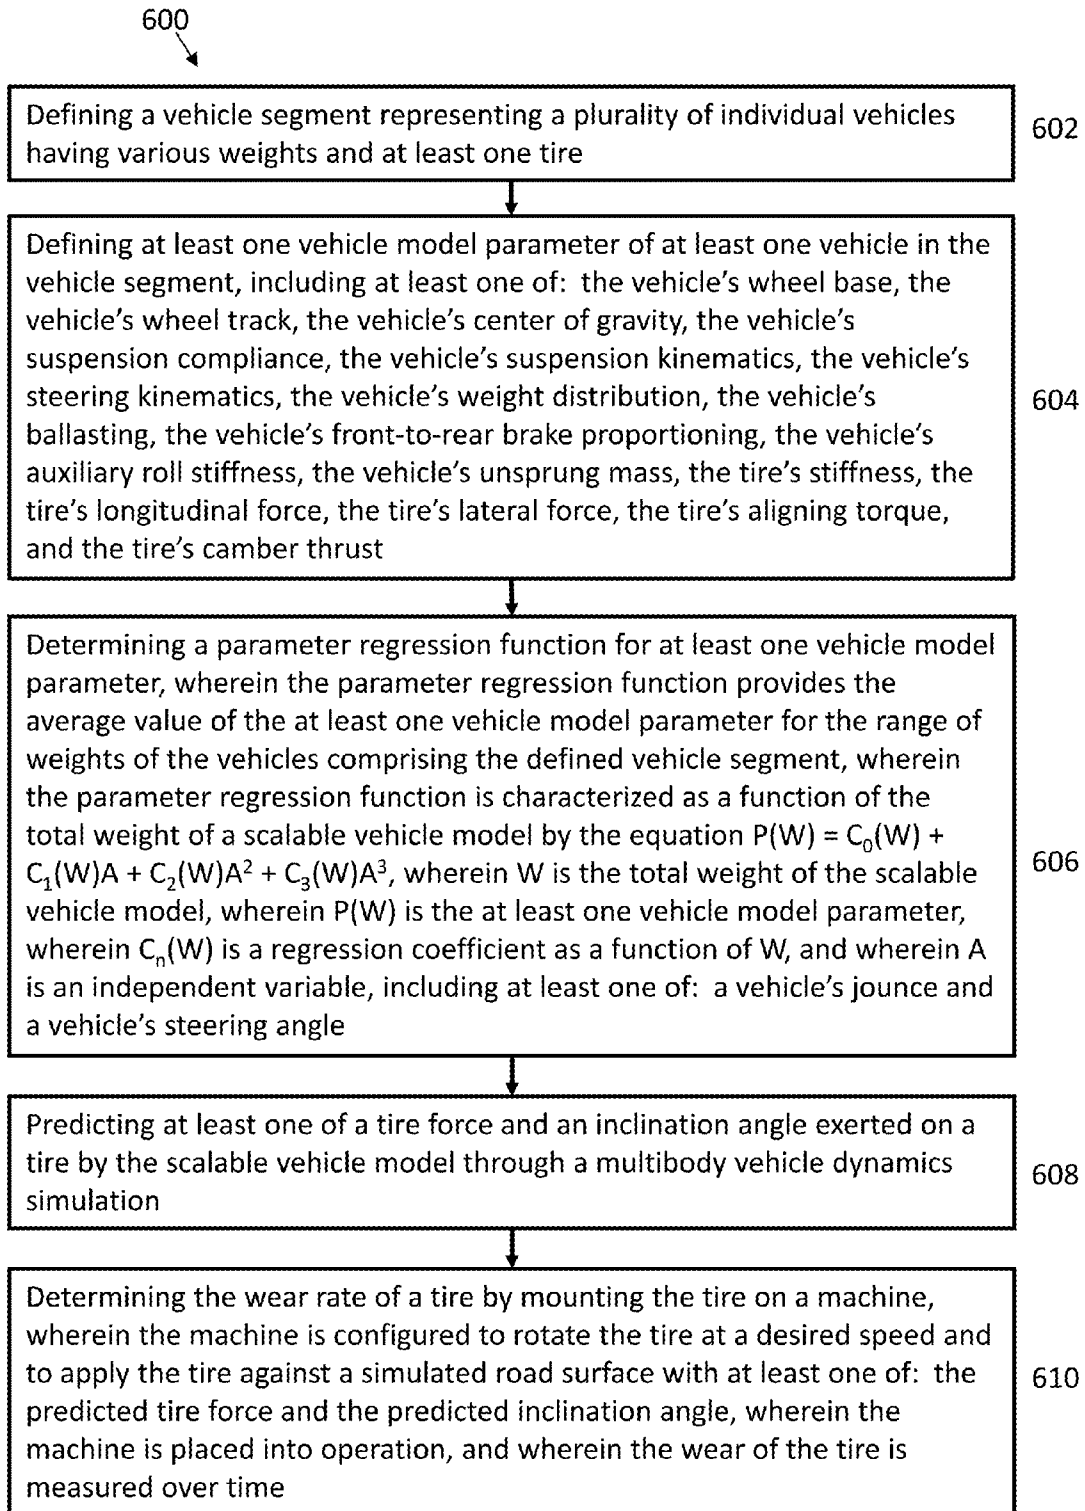 600
Defining a vehicle segment representing a plurality of individual vehicles
having various weights and at least one tire
602
Defining at least one vehicle model parameter of at least one vehicle in the
vehicle segment, including at least one of:  the vehicle's wheel base, the
vehicle's wheel track, the vehicle's center of gravity, the vehicle's
suspension compliance, the vehicle's suspension kinematics, the vehicle's
steering kinematics, the vehicle's weight distribution, the vehicle's
ballasting, the vehicle's front-to-rear brake proportioning, the vehicle's
auxiliary roll stiffness, the vehicle's unsprung mass, the tire's stiffness, the
tire's longitudinal force, the tire's lateral force, the tire's aligning torque,
and the tire's camber thrust
604
Determining a parameter regression function for at least one vehicle model
parameter, wherein the parameter regression function provides the
average value of the at least one vehicle model parameter for the range of
weights of the vehicles comprising the defined vehicle segment, wherein
the parameter regression function is characterized as a function of the
total weight of a scalable vehicle model by the equation P(W) = C₀(W) +
C₁(W)A + C₂(W)A² + C₃(W)A³, wherein W is the total weight of the scalable
vehicle model, wherein P(W) is the at least one vehicle model parameter,
wherein Cₙ(W) is a regression coefficient as a function of W, and wherein A
is an independent variable, including at least one of:  a vehicle's jounce and
a vehicle's steering angle
606
Predicting at least one of a tire force and an inclination angle exerted on a
tire by the scalable vehicle model through a multibody vehicle dynamics
simulation
608
Determining the wear rate of a tire by mounting the tire on a machine,
wherein the machine is configured to rotate the tire at a desired speed and
to apply the tire against a simulated road surface with at least one of:  the
predicted tire force and the predicted inclination angle, wherein the
machine is placed into operation, and wherein the wear of the tire is
measured over time
610